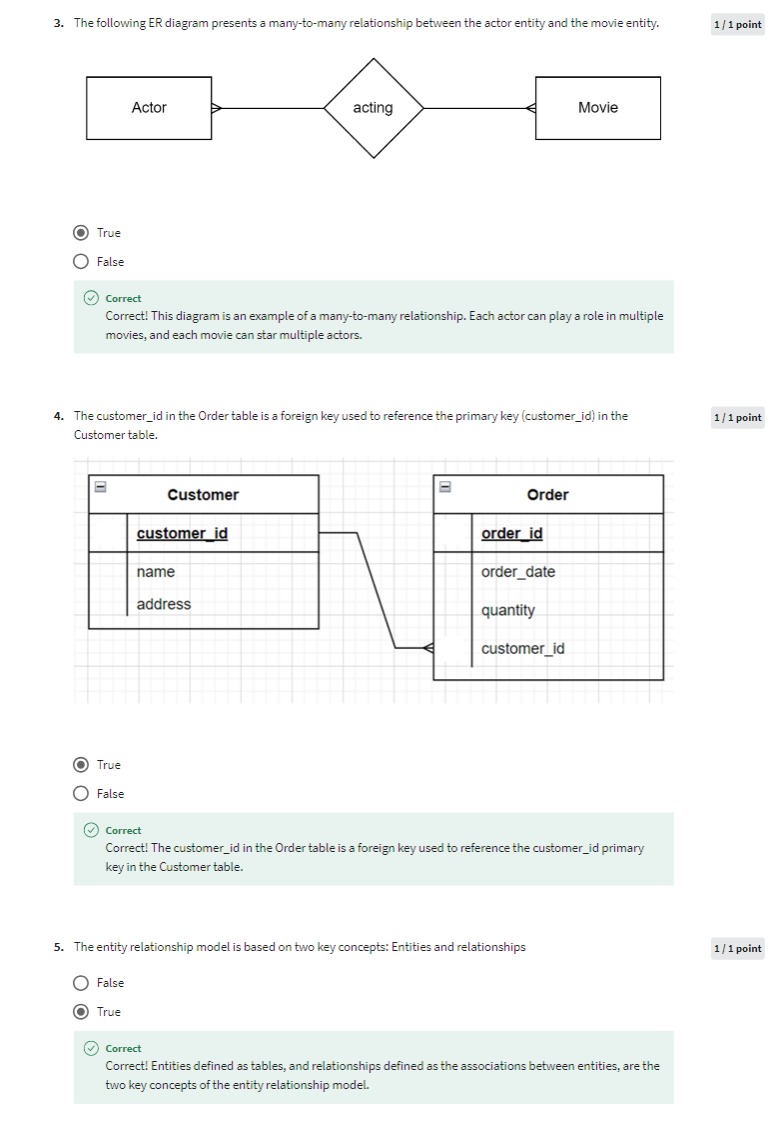 3. The following ER diagram presents a many-to-many relationship between the actor entity and the movie entity.
1 / 1 point
Actor
acting
Movie
True
False
Correct
Correct! This diagram is an example of a many-to-many relationship. Each actor can play a role in multiple
movies, and each movie can star multiple actors.
4. The customer_id in the Order table is a foreign key used to reference the primary key (customer_id) in the
Customer table.
1 / 1 point
Customer
customer_id
name
address
Order
order_id
order_date
quantity
customer_id
True
False
Correct
Correct! The customer_id in the Order table is a foreign key used to reference the customer_id primary
key in the Customer table.
5. The entity relationship model is based on two key concepts: Entities and relationships
1 / 1 point
False
True
Correct
Correct! Entities defined as tables, and relationships defined as the associations between entities, are the
two key concepts of the entity relationship model.